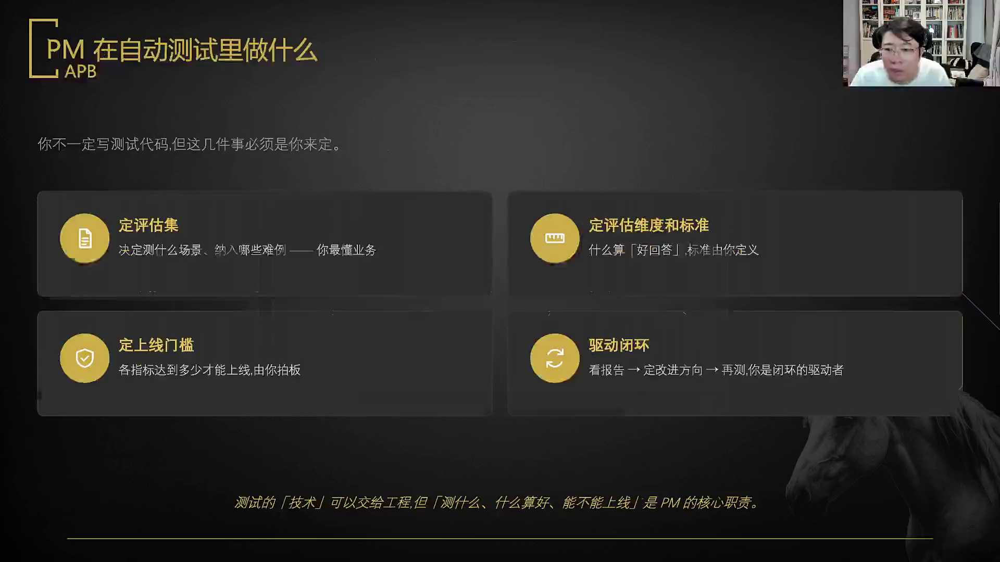 PM 在自动测试里做什么
APB
你不一定写测试代码,但这几件事必须是你来定。
定评估集
决定测什么场景、纳入哪些难例 —— 你最懂业务
定评估维度和标准
什么算「好回答」,标准由你定义
定上线门槛
各指标达到多少才能上线,由你拍板
驱动闭环
看报告 → 定改进方向 → 再测,你是闭环的驱动者
测试的「技术」可以交给工程,但「测什么、什么算好、能不能上线」是 PM 的核心职责。